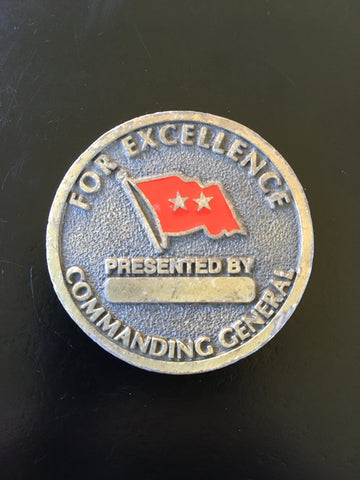 FOR EXCELLENCE
PRESENTED BY
COMMANDING GENERAL